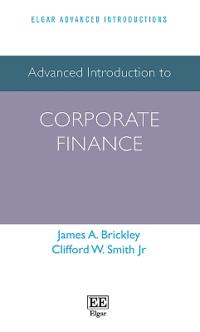 ELGAR ADVANCED INTRODUCTIONS
Advanced Introduction to
CORPORATE
FINANCE
James A. Brickley
Clifford W. Smith Jr
EE
Elgar